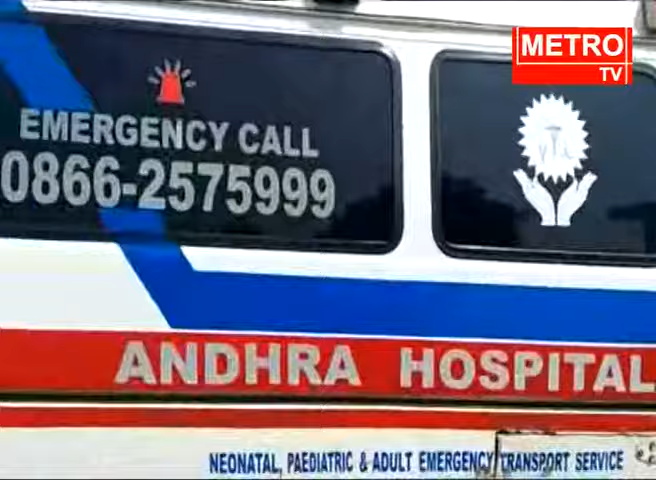 METRO
TV
EMERGENCY CALL
0866-2575999
ANDHRA HOSPITAL
NEONATAL, PAEDIATRIC & ADULT EMERGENCY TRANSPORT SERVICE